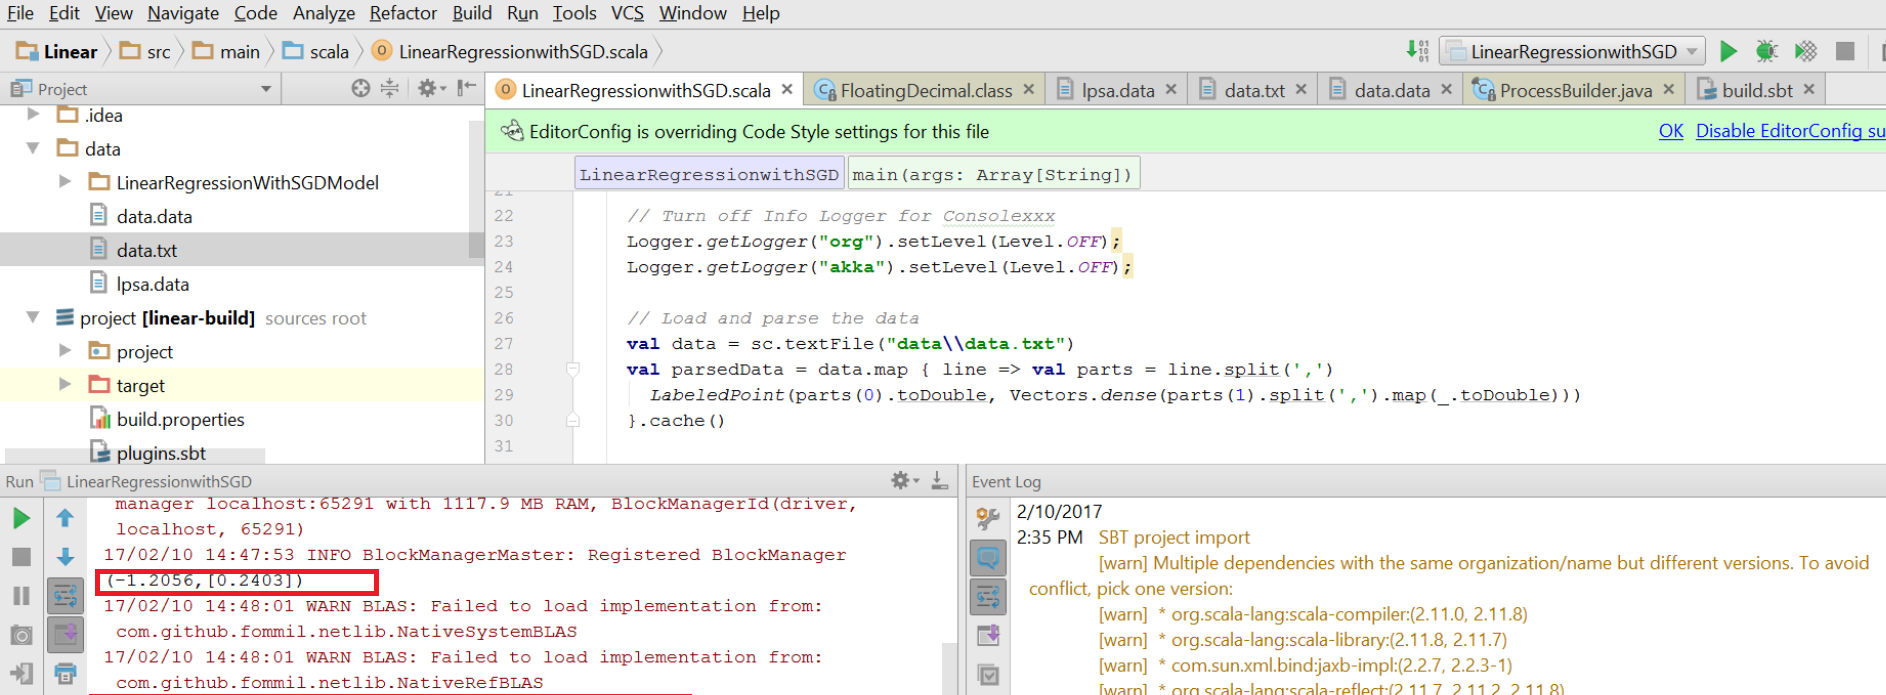 File Edit View Navigate Code Analyze Refactor Build Run Tools VCS Window Help
Linear src main scala LinearRegressionwithSGD.scala LinearRegressionwithSGD
Project
LinearRegressionwithSGD.scala FloatingDecimal.class lpsa.data data.txt data.data ProcessBuilder.java build.sbt
.idea
data
LinearRegressionWithSGDModel
data.data
data.txt
lpsa.data
project [linear-build] sources root
project
target
build.properties
plugins.sbt
EditorConfig is overriding Code Style settings for this file OK Disable EditorConfig su
LinearRegressionwithSGD main(args: Array[String])
21
22 // Turn off Info Logger for Consolexxx
23 Logger.getLogger("org").setLevel(Level.OFF);
24 Logger.getLogger("akka").setLevel(Level.OFF);
25
26 // Load and parse the data
27 val data = sc.textFile("data\\data.txt")
28 val parsedData = data.map { line => val parts = line.split(',')
29 LabeledPoint(parts(0).toDouble, Vectors.dense(parts(1).split(',').map(_.toDouble)))
30 }.cache()
31
Run LinearRegressionwithSGD
manager localhost:65291 with 1117.9 MB RAM, BlockManagerId(driver,
localhost, 65291)
17/02/10 14:47:53 INFO BlockManagerMaster: Registered BlockManager
(-1.2056,[0.2403])
17/02/10 14:48:01 WARN BLAS: Failed to load implementation from:
com.github.fommil.netlib.NativeSystemBLAS
17/02/10 14:48:01 WARN BLAS: Failed to load implementation from:
com.github.fommil.netlib.NativeRefBLAS
Event Log
2/10/2017
2:35 PM SBT project import
[warn] Multiple dependencies with the same organization/name but different versions. To avoid
conflict, pick one version:
[warn] * org.scala-lang:scala-compiler:(2.11.0, 2.11.8)
[warn] * org.scala-lang:scala-library:(2.11.8, 2.11.7)
[warn] * com.sun.xml.bind:jaxb-impl:(2.2.7, 2.2.3-1)
[warn] * org.scala-lang:scala-reflect:(2.11.7, 2.11.2, 2.11.8)